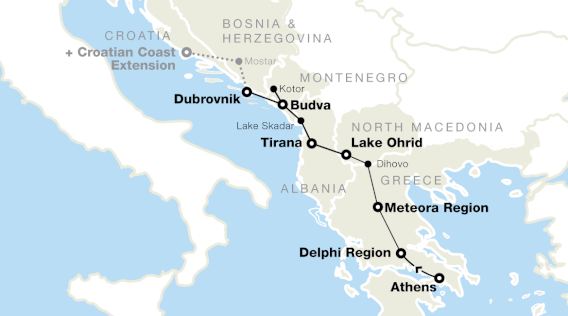 BOSNIA &
HERZEGOVINA
CROATIA
+ Croatian Coast
Extension
Mostar
MONTENEGRO
Kotor
Dubrovnik
Budva
Lake Skadar
NORTH MACEDONIA
Tirana
Lake Ohrid
Dihovo
ALBANIA
GREECE
Meteora Region
Delphi Region
Athens